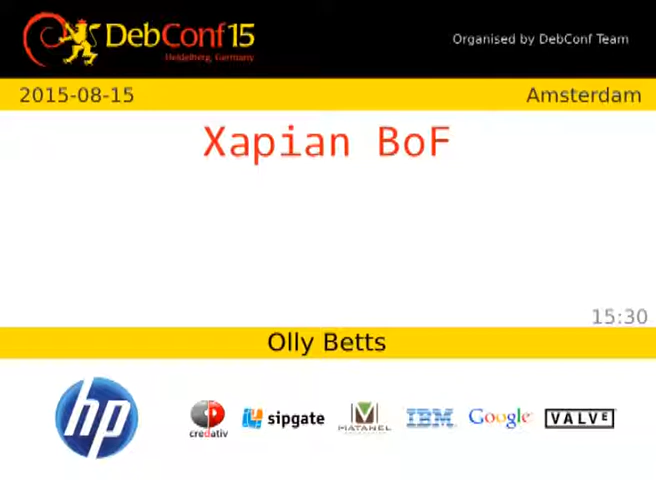 DebConf15
Heidelberg, Germany
Organised by DebConf Team
2015-08-15
Amsterdam
Xapian BoF
15:30
Olly Betts
hp
credativ
sipgate
MATANEL
IBM
Google
VALVE